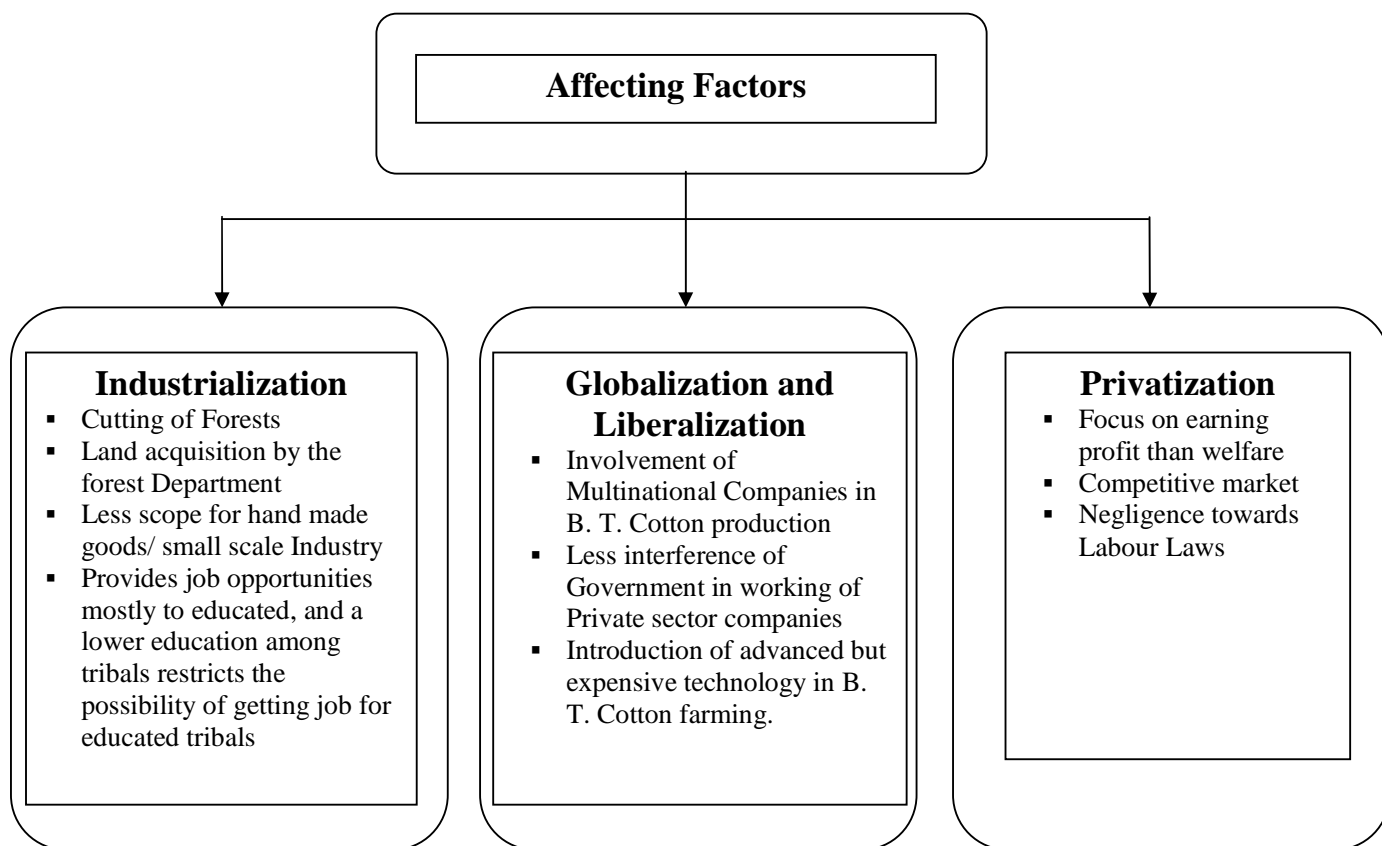 Affecting Factors
Industrialization
▪ Cutting of Forests
▪ Land acquisition by the
forest Department
▪ Less scope for hand made
goods/ small scale Industry
▪ Provides job opportunities
mostly to educated, and a
lower education among
tribals restricts the
possibility of getting job for
educated tribals
Globalization and
Liberalization
▪ Involvement of
Multinational Companies in
B. T. Cotton production
▪ Less interference of
Government in working of
Private sector companies
▪ Introduction of advanced but
expensive technology in B.
T. Cotton farming.
Privatization
▪ Focus on earning
profit than welfare
▪ Competitive market
▪ Negligence towards
Labour Laws